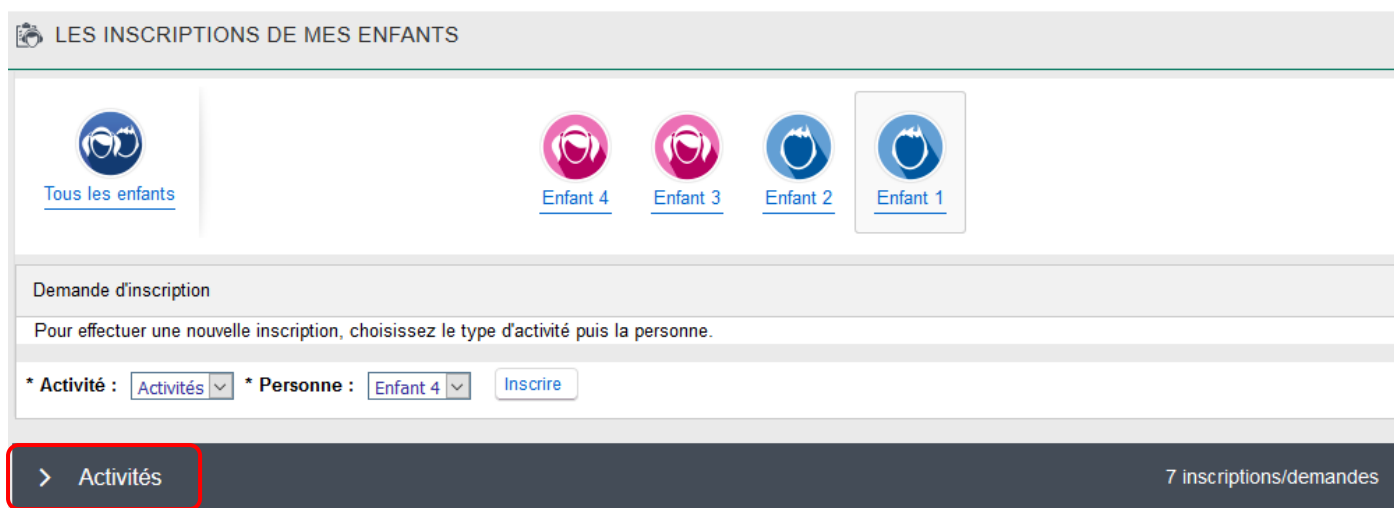 LES INSCRIPTIONS DE MES ENFANTS
Tous les enfants
Enfant 4
Enfant 3
Enfant 2
Enfant 1
Demande d'inscription
Pour effectuer une nouvelle inscription, choisissez le type d'activité puis la personne.
* Activité : Activités * Personne : Enfant 4 Inscrire
Activités 7 inscriptions/demandes